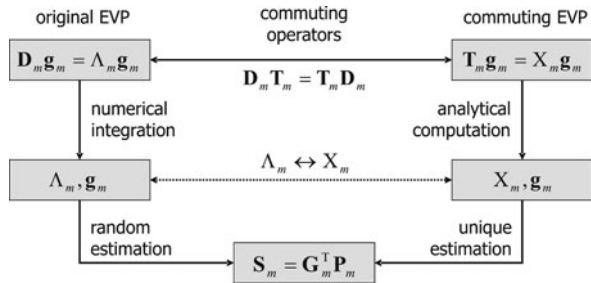 original EVP
commuting operators
commuting EVP
D_m g_m = Λ_m g_m
D_m T_m = T_m D_m
T_m g_m = X_m g_m
numerical integration
analytical computation
Λ_m ↔ X_m
Λ_m, g_m
X_m, g_m
random estimation
unique estimation
S_m = G_m^T P_m